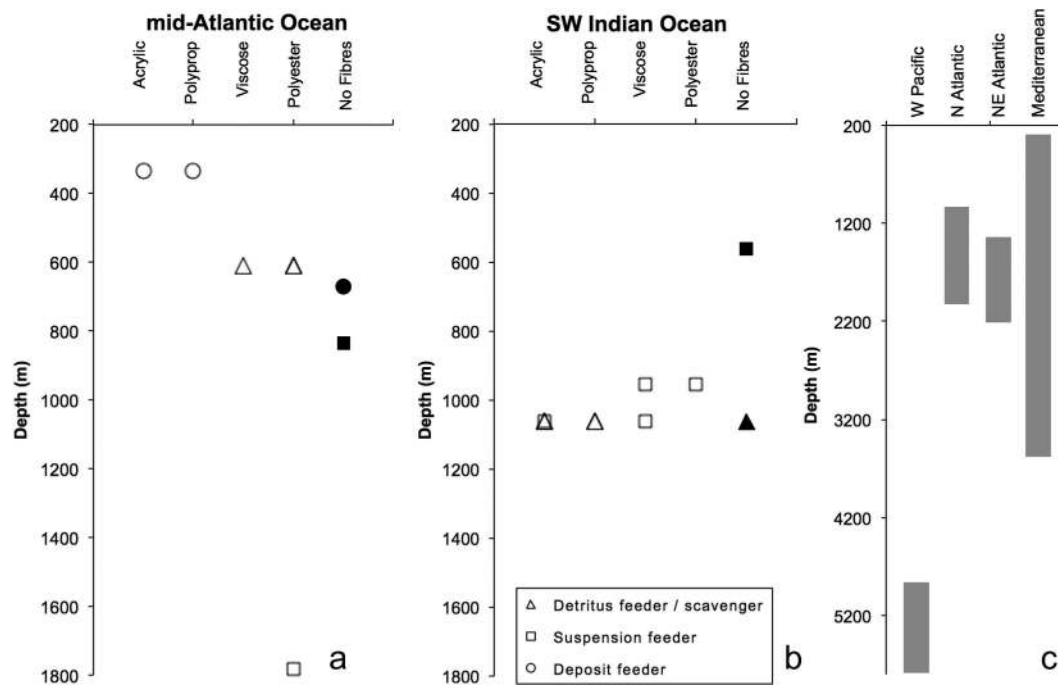 mid-Atlantic Ocean
Acrylic
Polyprop
Viscose
Polyester
No Fibres
200
400
600
800
1000
1200
1400
1600
1800
Depth (m)
a
SW Indian Ocean
Acrylic
Polyprop
Viscose
Polyester
No Fibres
200
400
600
800
1000
1200
1400
1600
1800
Depth (m)
Detritus feeder / scavenger
Suspension feeder
Deposit feeder
b
W Pacific
N Atlantic
NE Atlantic
Mediterranean
200
1200
2200
3200
4200
5200
Depth (m)
c